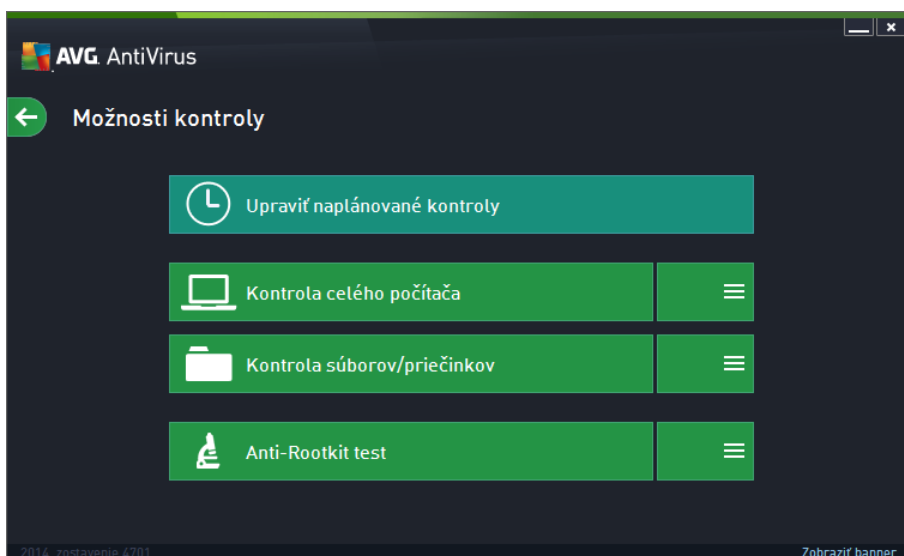 AVG. AntiVirus
Možnosti kontroly
Upraviť naplánované kontroly
Kontrola celého počítača
Kontrola súborov/priečinkov
Anti-Rootkit test
2014 zostavenie 4701
Zobraziť banner